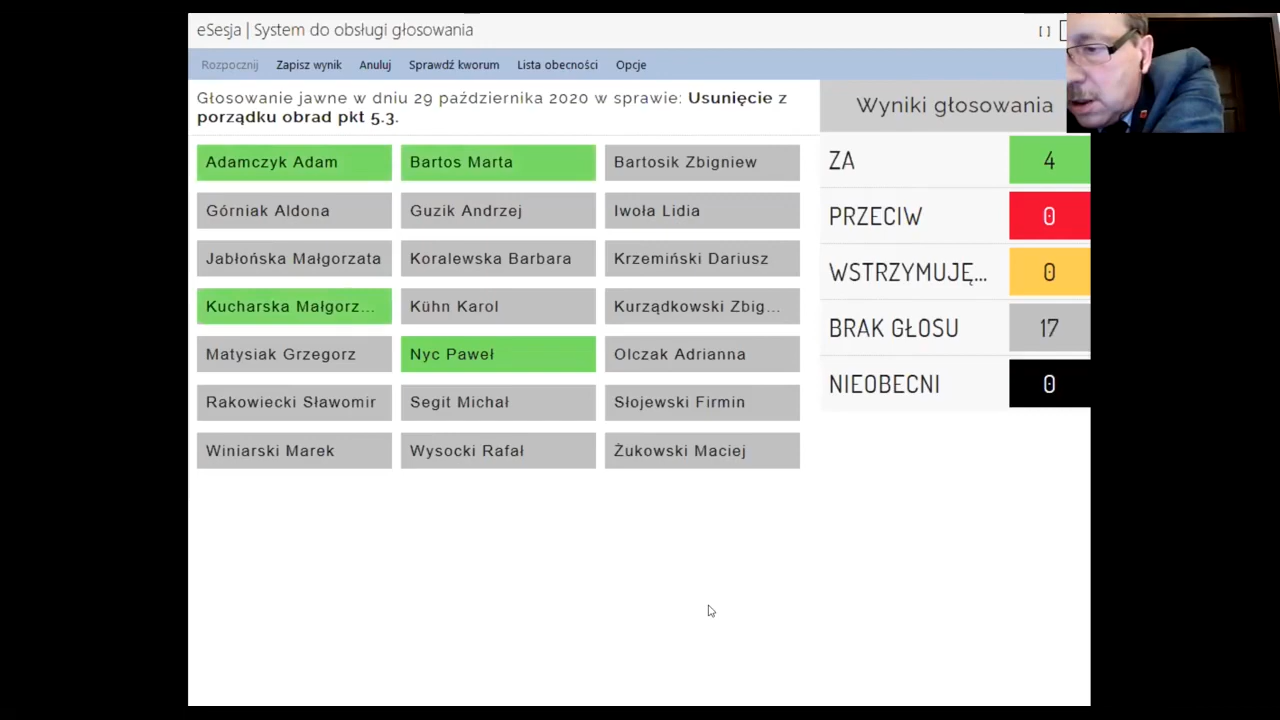 eSesja | System do obsługi głosowania
[ ]
Rozpocznij Zapisz wynik Anuluj Sprawdź kworum Lista obecności Opcje
Głosowanie jawne w dniu 29 października 2020 w sprawie: Usunięcie z
porządku obrad pkt 5.3.
Wyniki głosowania
Adamczyk Adam Bartos Marta Bartosik Zbigniew
Górniak Aldona Guzik Andrzej Iwoła Lidia
Jabłońska Małgorzata Koralewska Barbara Krzemiński Dariusz
Kucharska Małgorz... Kühn Karol Kurządkowski Zbig...
Matysiak Grzegorz Nyc Paweł Olczak Adrianna
Rakowiecki Sławomir Segit Michał Słojewski Firmin
Winiarski Marek Wysocki Rafał Żukowski Maciej
ZA 4
PRZECIW 0
WSTRZYMUJĘ... 0
BRAK GŁOSU 17
NIEOBECNI 0